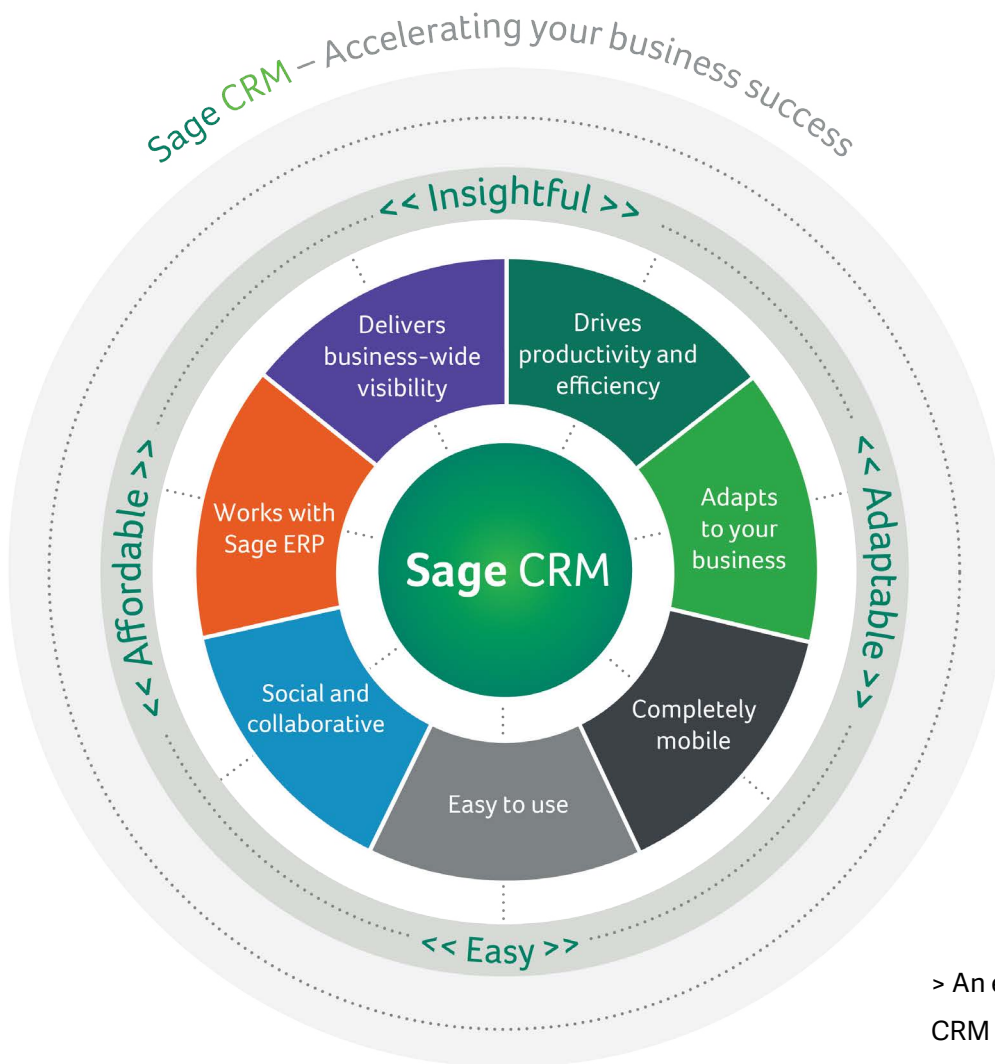 Sage CRM – Accelerating your business success
<< Insightful >>
Delivers
business-wide
visibility
Drives
productivity and
efficiency
<< Affordable >>
Works with
Sage ERP
Sage CRM
Adapts
to your
business
<< Adaptable >>
Social and
collaborative
Completely
mobile
Easy to use
<< Easy >>
> An
CRM